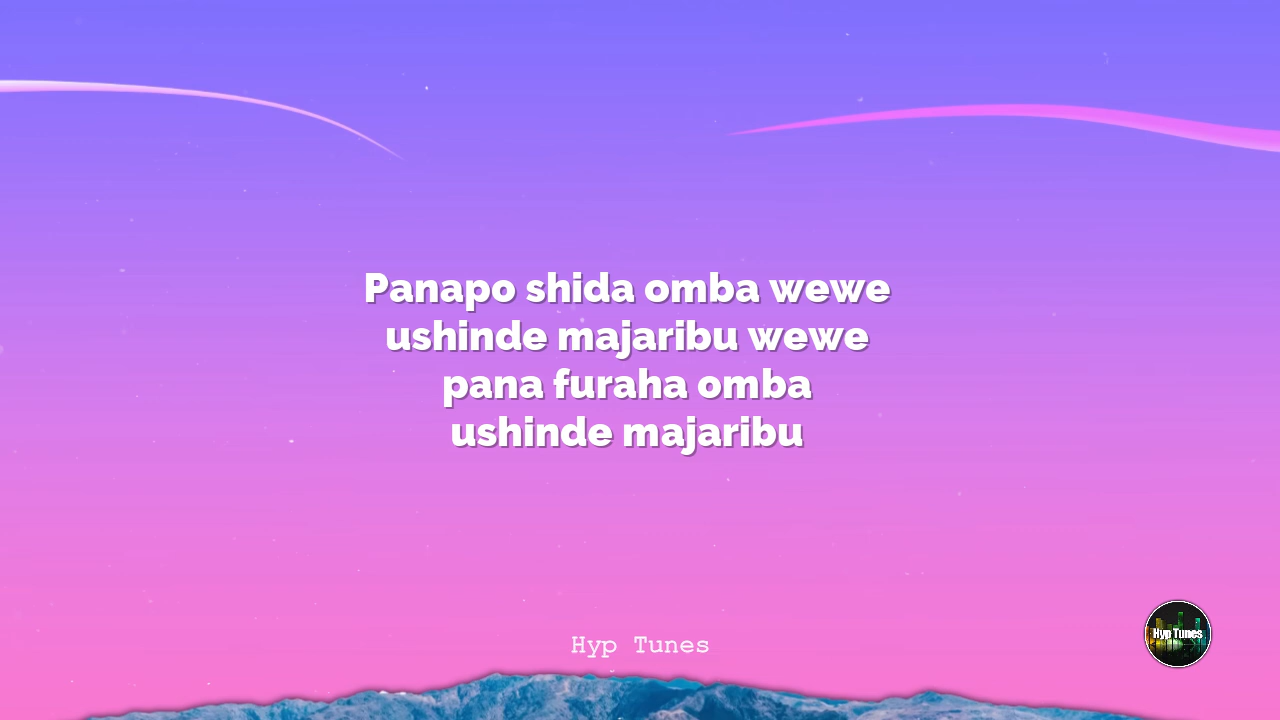 Panapo shida omba wewe
ushinde majaribu wewe
pana furaha omba
ushinde majaribu
Hyp Tunes
Hyp Tunes